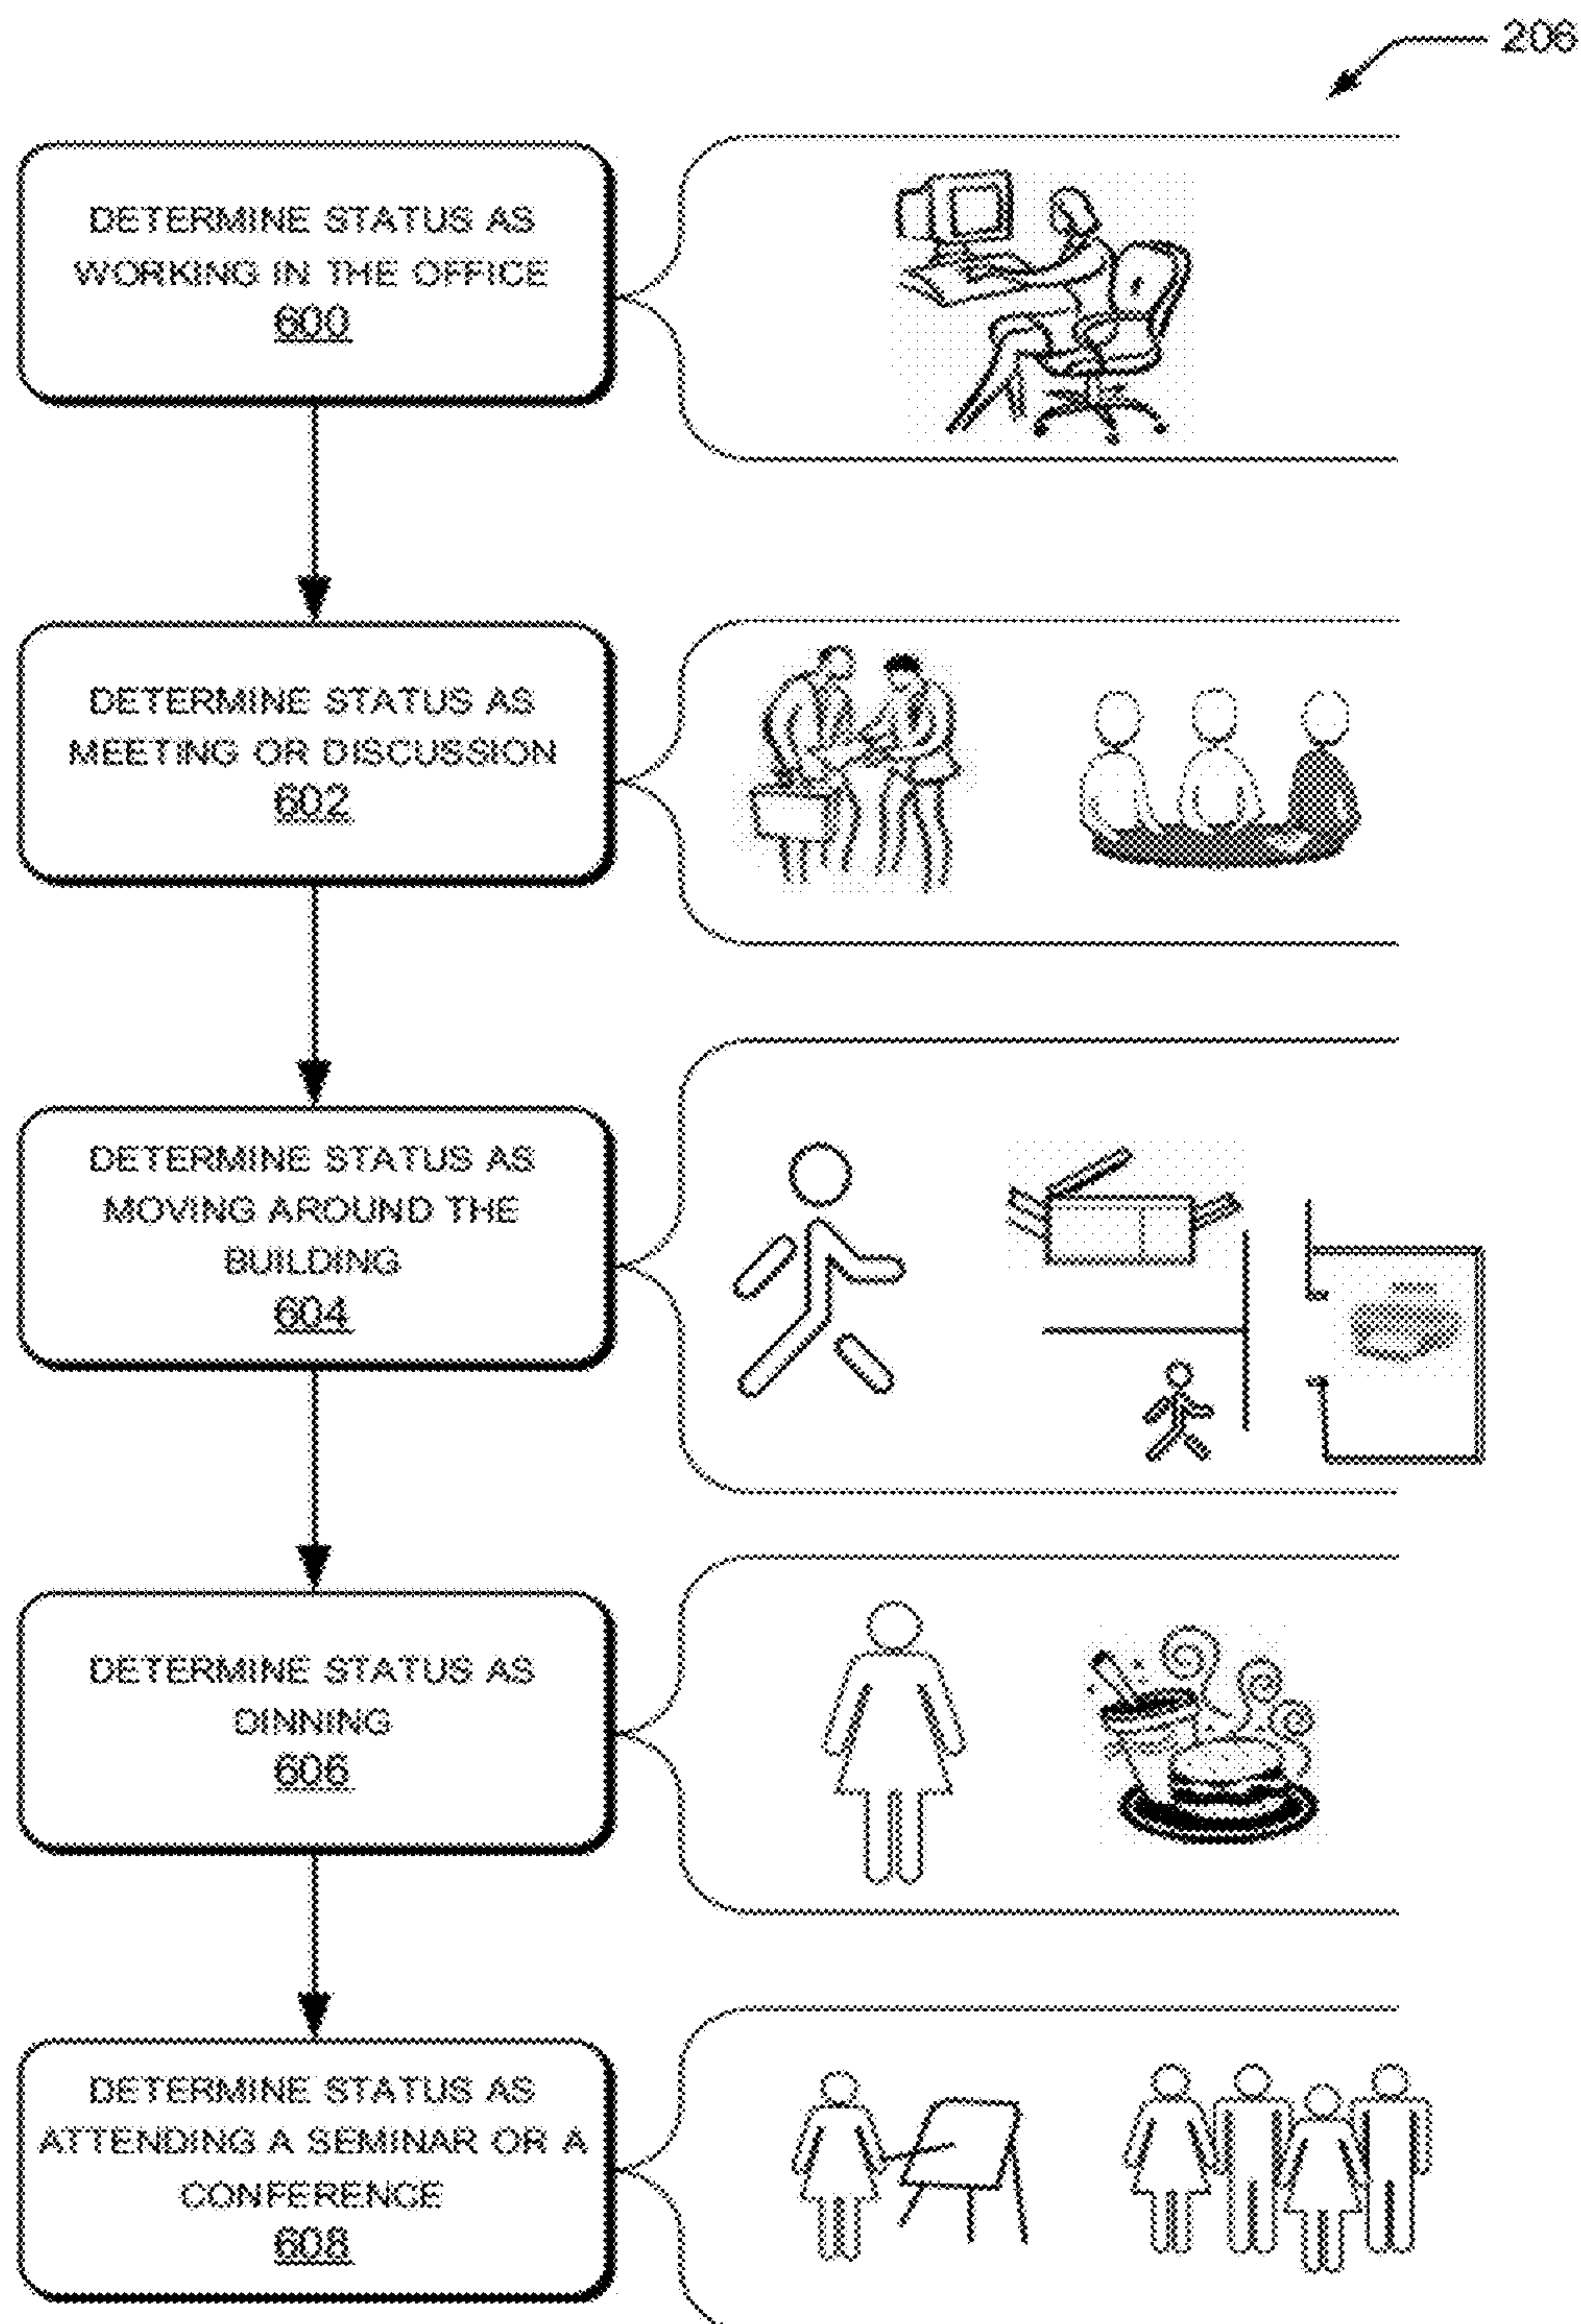 206
DETERMINE STATUS AS
WORKING IN THE OFFICE
600
DETERMINE STATUS AS
MEETING OR DISCUSSION
602
DETERMINE STATUS AS
MOVING AROUND THE
BUILDING
604
DETERMINE STATUS AS
DINNING
606
DETERMINE STATUS AS
ATTENDING A SEMINAR OR A
CONFERENCE
608